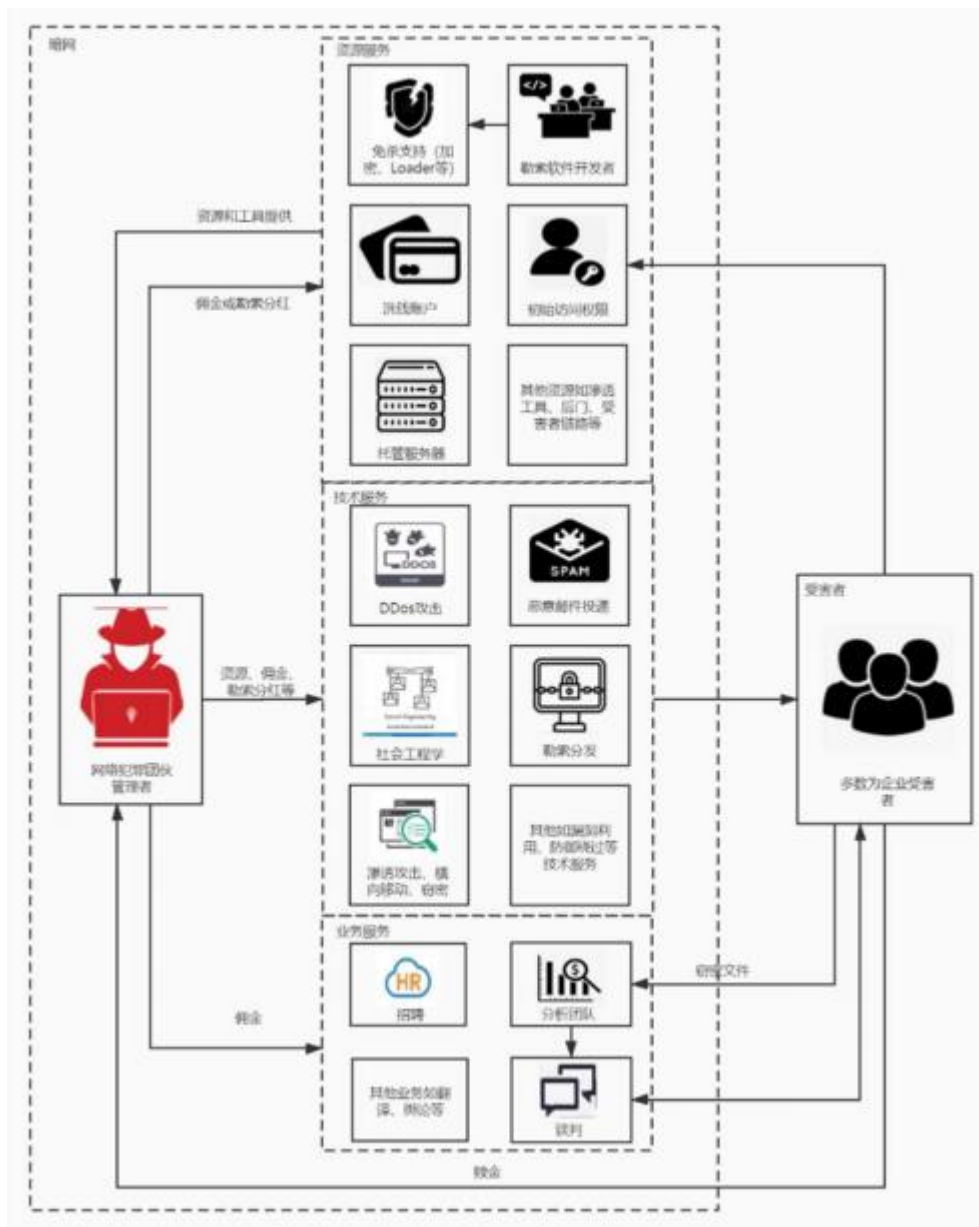 暗网
资源服务
免杀支持（加
密、Loader等）
勒索软件开发者
资源和工具提供
佣金或勒索分红
洗钱账户
初始访问权限
托管服务器
其他资源如渗透
工具、后门、受
害者链路等
技术服务
DDOS
SPAM
DDos攻击
恶意邮件投递
受害者
资源、佣金、
勒索分红等
社会工程学
勒索分发
网络犯罪团伙
管理者
多数为企业受害
者
渗透攻击、横
向移动、窃密
其他如漏洞利
用、防御绕过等
技术服务
业务服务
HR
招聘
分析团队
窃密文件
佣金
其他业务如翻
译、舆论等
谈判
赎金